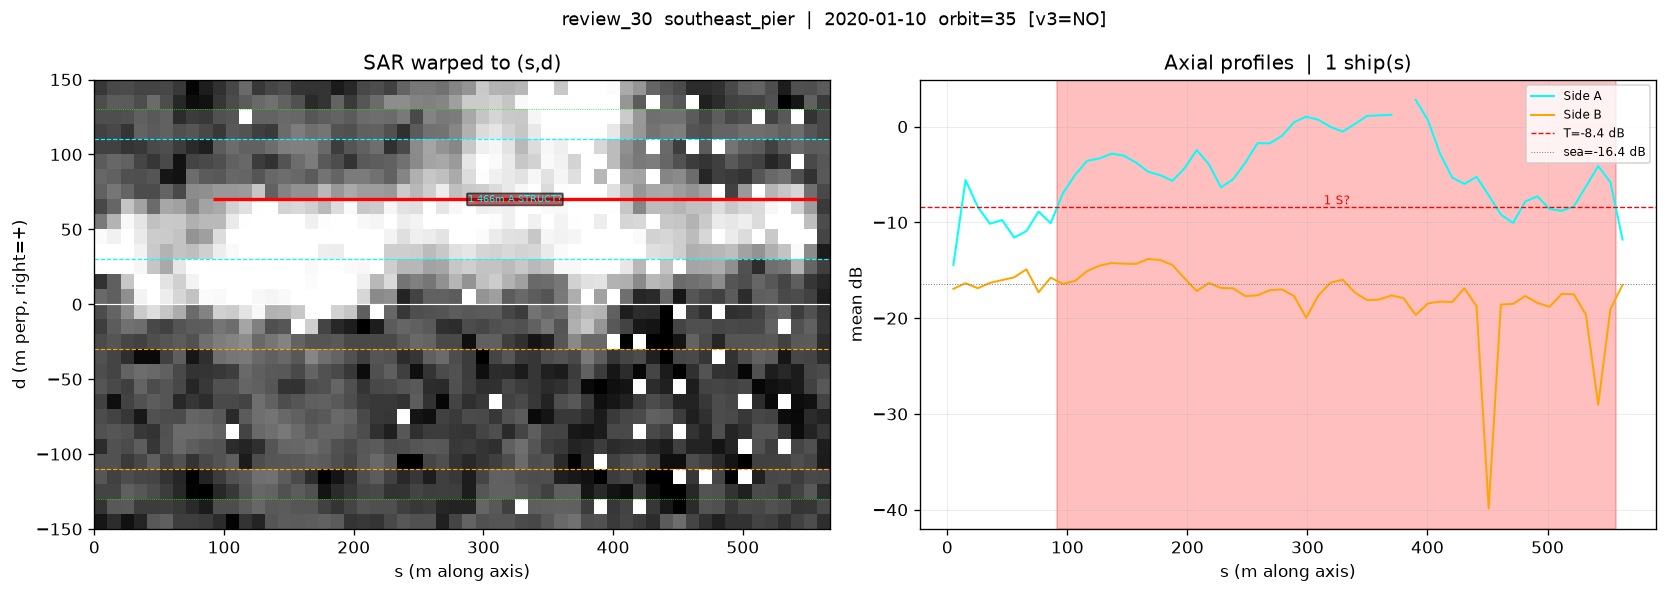 review_30 southeast_pier | 2020-01-10 orbit=35 [v3=NO]
SAR warped to (s,d)
150
100
50
0
−50
−100
−150
d (m perp, right=+)
1 466m A STRUCT?
0
100
200
300
400
500
s (m along axis)
Axial profiles | 1 ship(s)
0
−10
−20
−30
−40
mean dB
1 S?
Side A
Side B
T=-8.4 dB
sea=-16.4 dB
0
100
200
300
400
500
s (m along axis)